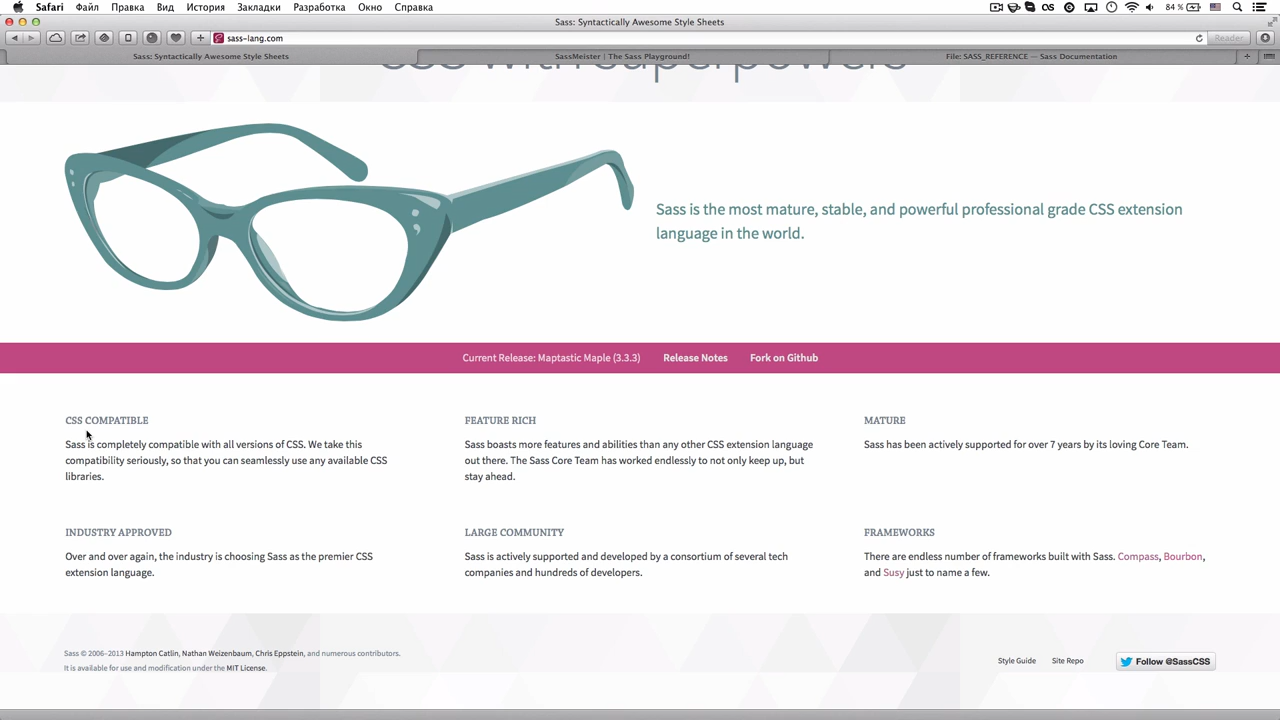 Safari Файл Правка Вид История Закладки Разработка Окно Справка 84 %
Sass: Syntactically Awesome Style Sheets
sass-lang.com Reader
Sass: Syntactically Awesome Style Sheets SassMeister | The Sass Playground! File: SASS_REFERENCE — Sass Documentation
CSS with superpowers
Sass is the most mature, stable, and powerful professional grade CSS extension
language in the world.
Current Release: Maptastic Maple (3.3.3) Release Notes Fork on Github
CSS COMPATIBLE
Sass is completely compatible with all versions of CSS. We take this
compatibility seriously, so that you can seamlessly use any available CSS
libraries.
FEATURE RICH
Sass boasts more features and abilities than any other CSS extension language
out there. The Sass Core Team has worked endlessly to not only keep up, but
stay ahead.
MATURE
Sass has been actively supported for over 7 years by its loving Core Team.
INDUSTRY APPROVED
Over and over again, the industry is choosing Sass as the premier CSS
extension language.
LARGE COMMUNITY
Sass is actively supported and developed by a consortium of several tech
companies and hundreds of developers.
FRAMEWORKS
There are endless number of frameworks built with Sass. Compass, Bourbon,
and Susy just to name a few.
Sass © 2006–2013 Hampton Catlin, Nathan Weizenbaum, Chris Eppstein, and numerous contributors.
It is available for use and modification under the MIT License.
Style Guide Site Repo Follow @SassCSS